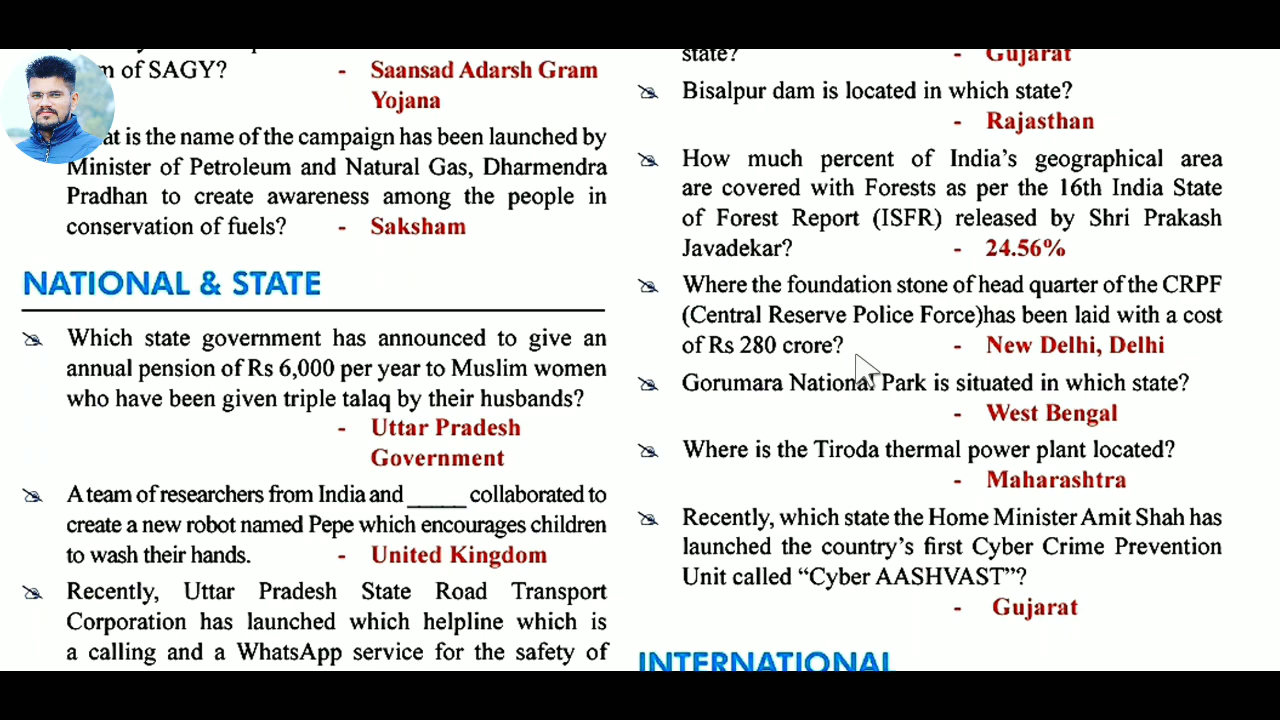 m of SAGY? - Saansad Adarsh Gram
Yojana
at is the name of the campaign has been launched by
Minister of Petroleum and Natural Gas, Dharmendra
Pradhan to create awareness among the people in
conservation of fuels? - Saksham
NATIONAL & STATE
Which state government has announced to give an
annual pension of Rs 6,000 per year to Muslim women
who have been given triple talaq by their husbands?
- Uttar Pradesh
Government
A team of researchers from India and _____ collaborated to
create a new robot named Pepe which encourages children
to wash their hands. - United Kingdom
Recently, Uttar Pradesh State Road Transport
Corporation has launched which helpline which is
a calling and a WhatsApp service for the safety of
state? - Gujarat
Bisalpur dam is located in which state?
- Rajasthan
How much percent of India's geographical area
are covered with Forests as per the 16th India State
of Forest Report (ISFR) released by Shri Prakash
Javadekar? - 24.56%
Where the foundation stone of head quarter of the CRPF
(Central Reserve Police Force)has been laid with a cost
of Rs 280 crore? - New Delhi, Delhi
Gorumara National Park is situated in which state?
- West Bengal
Where is the Tiroda thermal power plant located?
- Maharashtra
Recently, which state the Home Minister Amit Shah has
launched the country's first Cyber Crime Prevention
Unit called “Cyber AASHVAST”?
- Gujarat
INTERNATIONAL